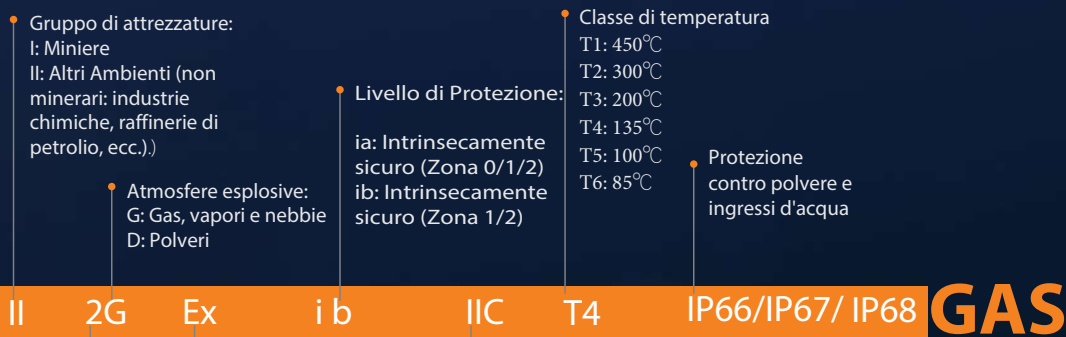 Gruppo di attrezzature:
I: Miniere
II: Altri Ambienti (non
minerari: industrie
chimiche, raffinerie di
petrolio, ecc.).)
Atmosfere esplosive:
G: Gas, vapori e nebbie
D: Polveri
Livello di Protezione:
ia: Intrinsecamente
sicuro (Zona 0/1/2)
ib: Intrinsecamente
sicuro (Zona 1/2)
Classe di temperatura
T1: 450℃
T2: 300℃
T3: 200℃
T4: 135℃
T5: 100℃
T6: 85℃
Protezione
contro polvere e
ingressi d'acqua
II 2G Ex i b IIC T4 IP66/IP67/ IP68 GAS